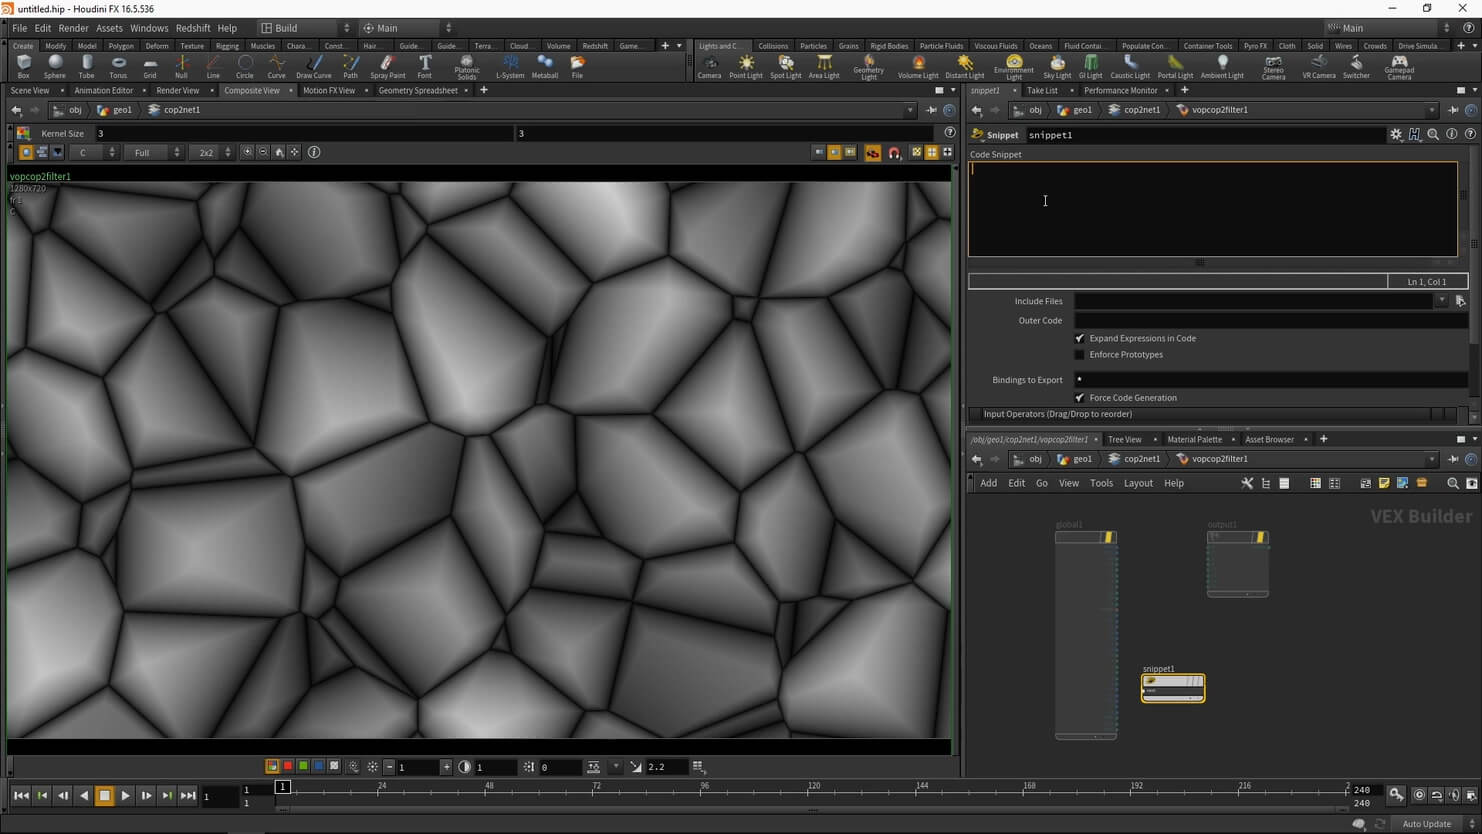 untitled.hip - Houdini FX 16.5.536
File Edit Render Assets Windows Redshift Help Build Main Main
Create Modify Model Polygon Deform Texture Rigging Muscles Chara... Const... Hair... Guide... Guide... Terra... Cloud... Volume Redshift Game...
Lights and C... Collisions Particles Grains Rigid Bodies Particle Fluids Viscous Fluids Oceans Fluid Contai... Populate Con... Container Tools Pyro FX Cloth Solid Wires Crowds Drive Simula...
Box Sphere Tube Torus Grid Null Line Circle Curve Draw Curve Path Spray Paint Font Platonic Solids L-System Metaball File
Camera Point Light Spot Light Area Light Geometry Light Volume Light Distant Light Environment Light Sky Light GI Light Caustic Light Portal Light Ambient Light Stereo Camera VR Camera Switcher Gamepad Camera
Scene View Animation Editor Render View Composite View Motion FX View Geometry Spreadsheet
obj geo1 cop2net1
Kernel Size 3 3
C Full 2x2
vopcop2filter1
1280x720
fr 1
C
1 1 0 2.2
snippet1 Take List Performance Monitor
obj geo1 cop2net1 vopcop2filter1
Snippet snippet1
Code Snippet
Ln 1, Col 1
Include Files
Outer Code
Expand Expressions in Code
Enforce Prototypes
Bindings to Export *
Force Code Generation
Input Operators (Drag/Drop to reorder)
/obj/geo1/cop2net1/vopcop2filter1 Tree View Material Palette Asset Browser
obj geo1 cop2net1 vopcop2filter1
Add Edit Go View Tools Layout Help
VEX Builder
global1
output1
snippet1
1 1 1 1 24 48 72 96 120 144 168 192 216 2 240
240
Auto Update